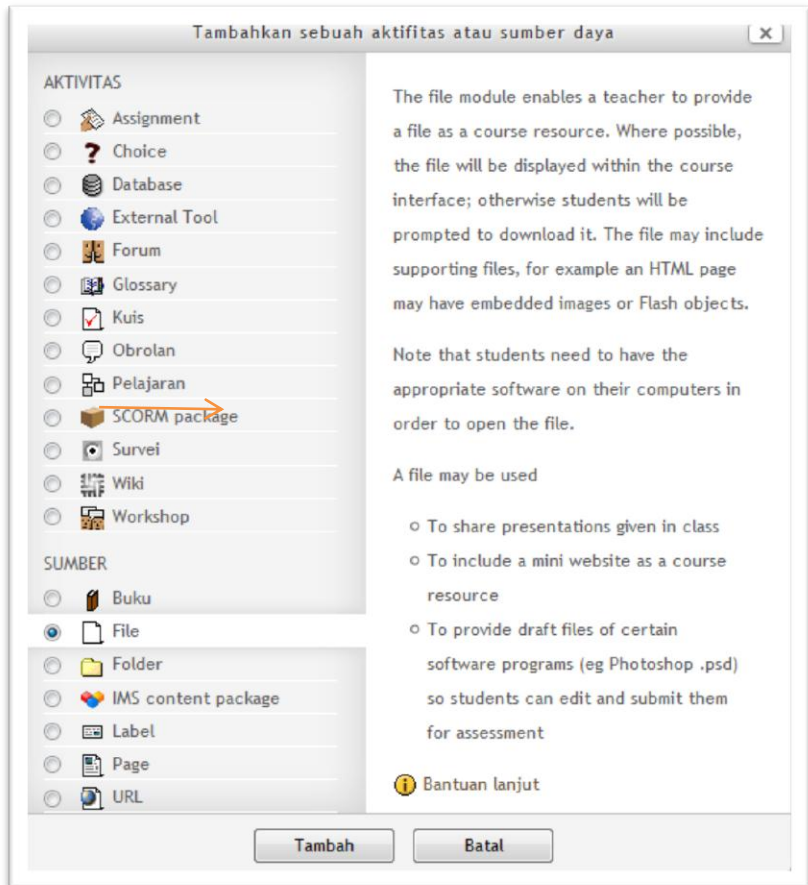 Tambahkan sebuah aktifitas atau sumber daya
AKTIVITAS
Assignment
Choice
Database
External Tool
Forum
Glossary
Kuis
Obrolan
Pelajaran
SCORM package
Survei
Wiki
Workshop
SUMBER
Buku
File
Folder
IMS content package
Label
Page
URL
The file module enables a teacher to provide
a file as a course resource. Where possible,
the file will be displayed within the course
interface; otherwise students will be
prompted to download it. The file may include
supporting files, for example an HTML page
may have embedded images or Flash objects.
Note that students need to have the
appropriate software on their computers in
order to open the file.
A file may be used
To share presentations given in class
To include a mini website as a course
resource
To provide draft files of certain
software programs (eg Photoshop .psd)
so students can edit and submit them
for assessment
Bantuan lanjut
Tambah
Batal